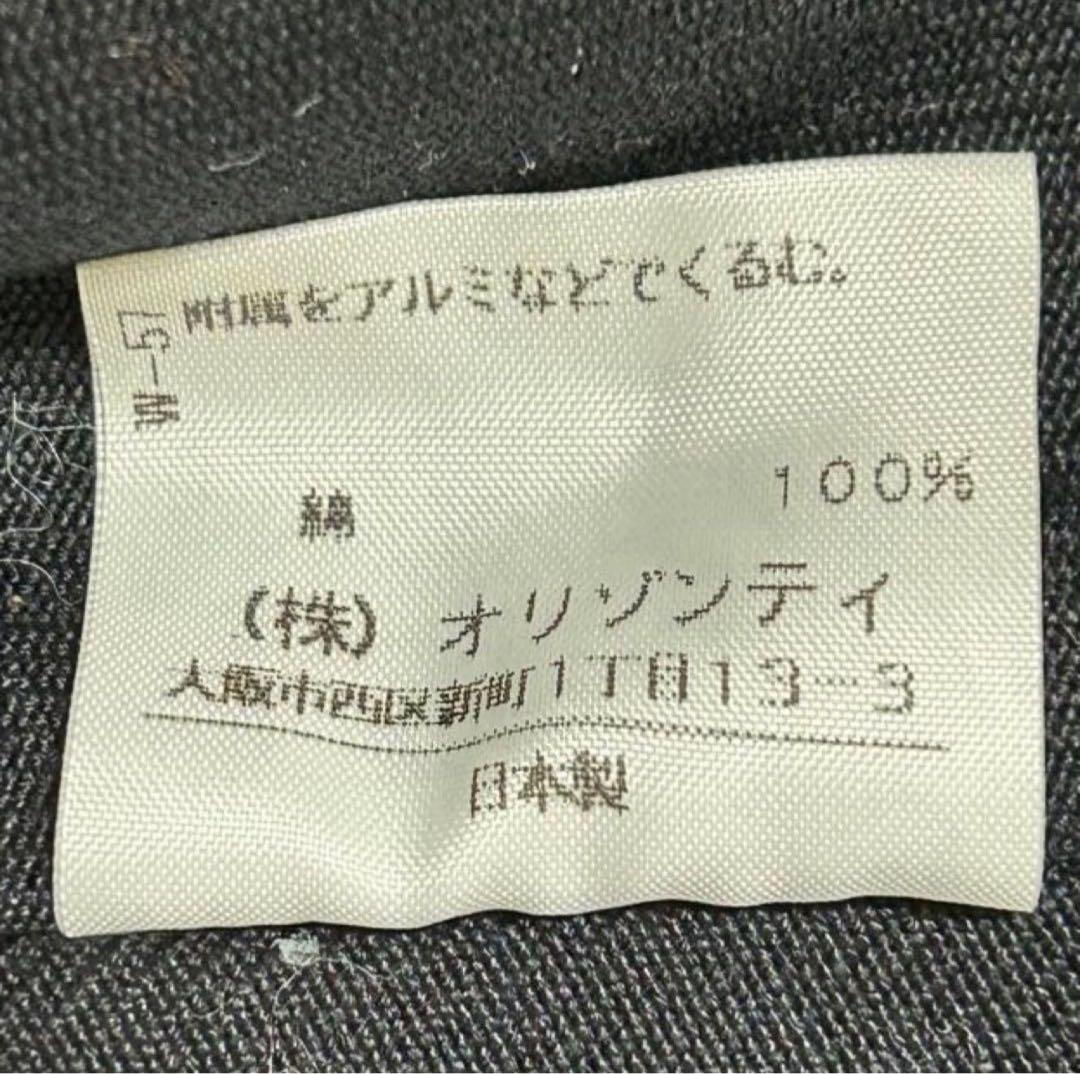 附属をアルミなどでくるむ。
W-57
綿 100%
(株) オリゾンティ
大阪市西区新町1丁目13-3
日本製